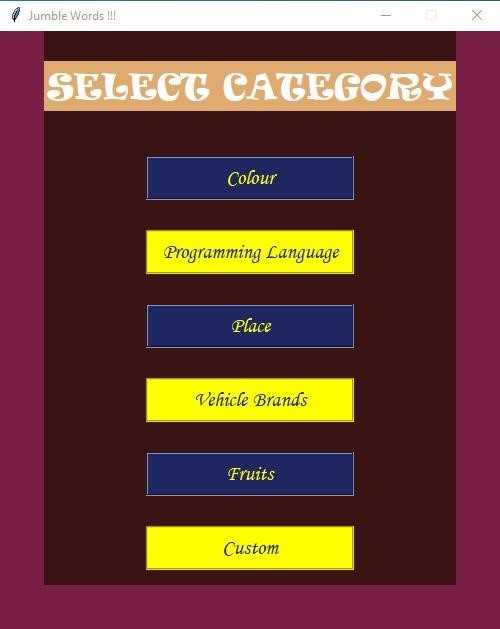 Jumble Words !!!
SELECT CATEGORY
Colour
Programming Language
Place
Vehicle Brands
Fruits
Custom